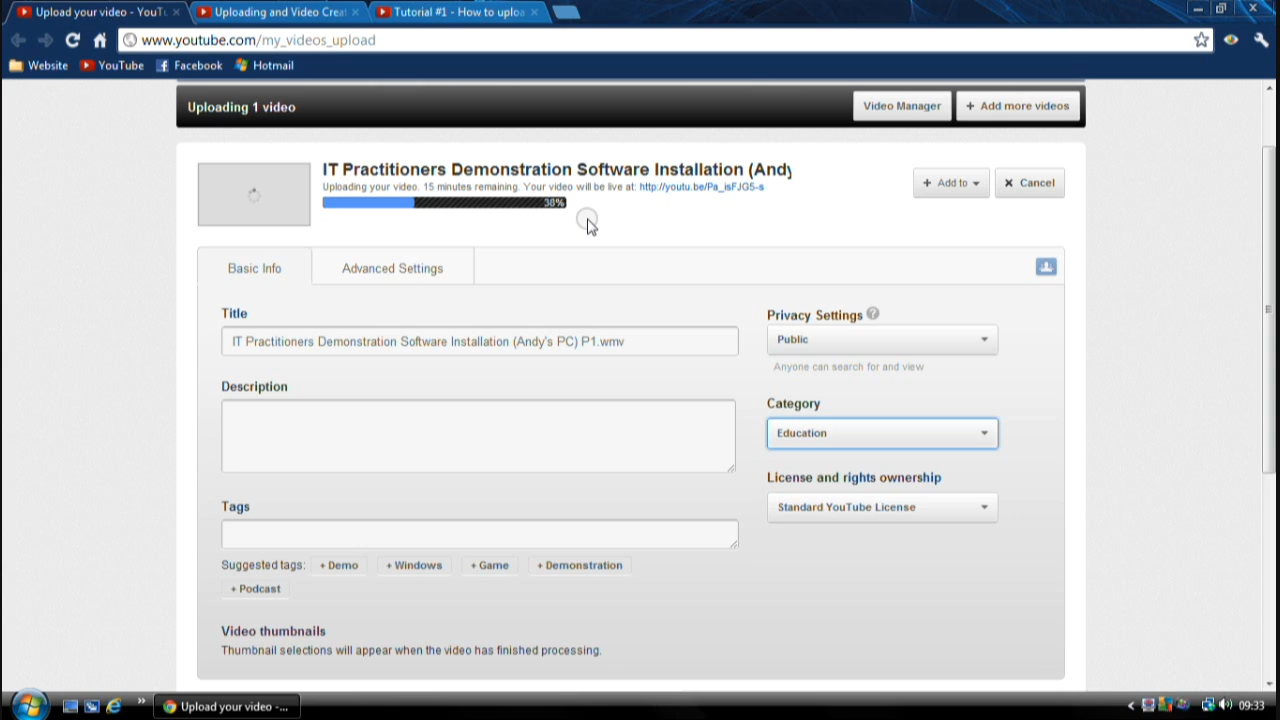 Upload your video - YouTu
Uploading and Video Creat
Tutorial #1 - How to uploa
www.youtube.com/my_videos_upload
Website
YouTube
Facebook
Hotmail
Uploading 1 video
Video Manager
+ Add more videos
IT Practitioners Demonstration Software Installation (Andy
Uploading your video. 15 minutes remaining. Your video will be live at: http://youtu.be/Pa_isFJG5-s
38%
+ Add to
× Cancel
Basic Info
Advanced Settings
Title
IT Practitioners Demonstration Software Installation (Andy's PC) P1.wmv
Privacy Settings ?
Public
Anyone can search for and view
Description
Category
Education
License and rights ownership
Standard YouTube License
Tags
Suggested tags: + Demo + Windows + Game + Demonstration
+ Podcast
Video thumbnails
Thumbnail selections will appear when the video has finished processing.
Upload your video -...
09:33